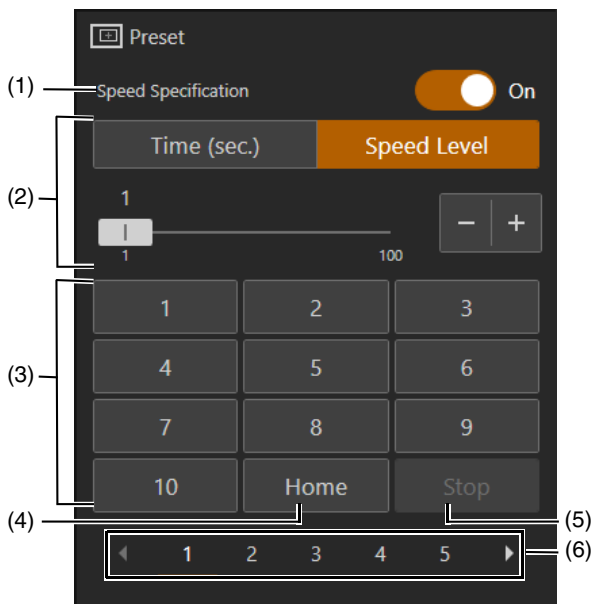 Preset
(1) Speed Specification On
Time (sec.) Speed Level
(2)
1
− +
1 100
1 2 3
(3)
4 5 6
7 8 9
10 Home Stop
(4) (5)
1 2 3 4 5 (6)